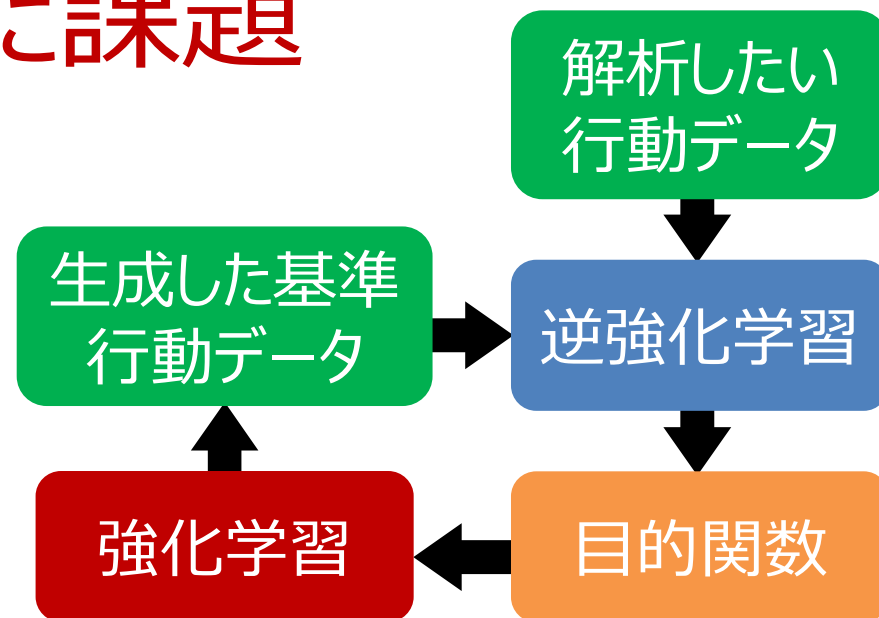 に課題
解析したい
行動データ
生成した基準
行動データ
逆強化学習
強化学習
目的関数